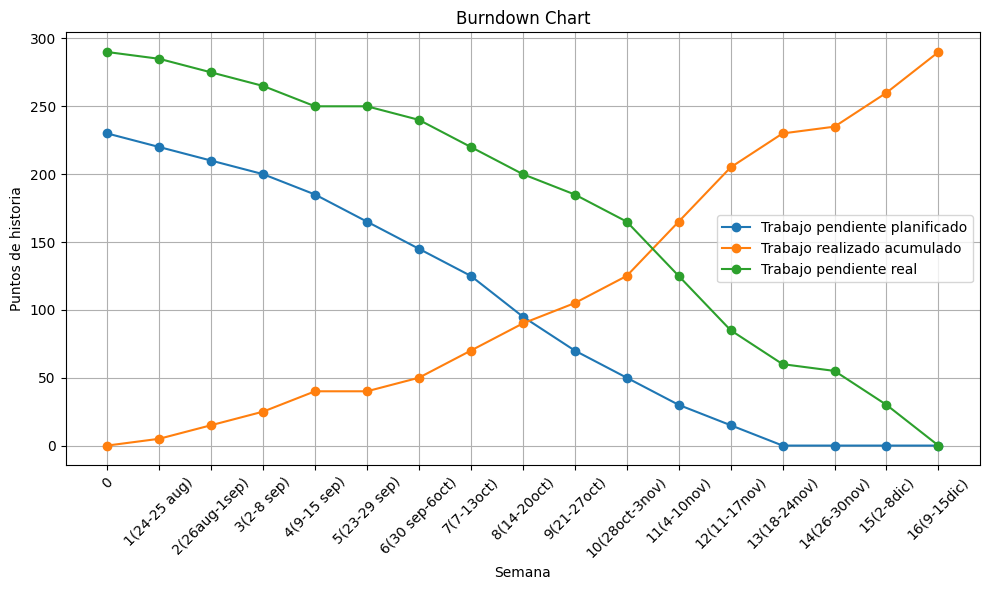 Burndown Chart
300
250
200
150
100
50
0
Puntos de historia
Trabajo pendiente planificado
Trabajo realizado acumulado
Trabajo pendiente real
0
1(24-25 aug)
2(26aug-1sep)
3(2-8 sep)
4(9-15 sep)
5(23-29 sep)
6(30 sep-6oct)
7(7-13oct)
8(14-20oct)
9(21-27oct)
10(28oct-3nov)
11(4-10nov)
12(11-17nov)
13(18-24nov)
14(26-30nov)
15(2-8dic)
16(9-15dic)
Semana